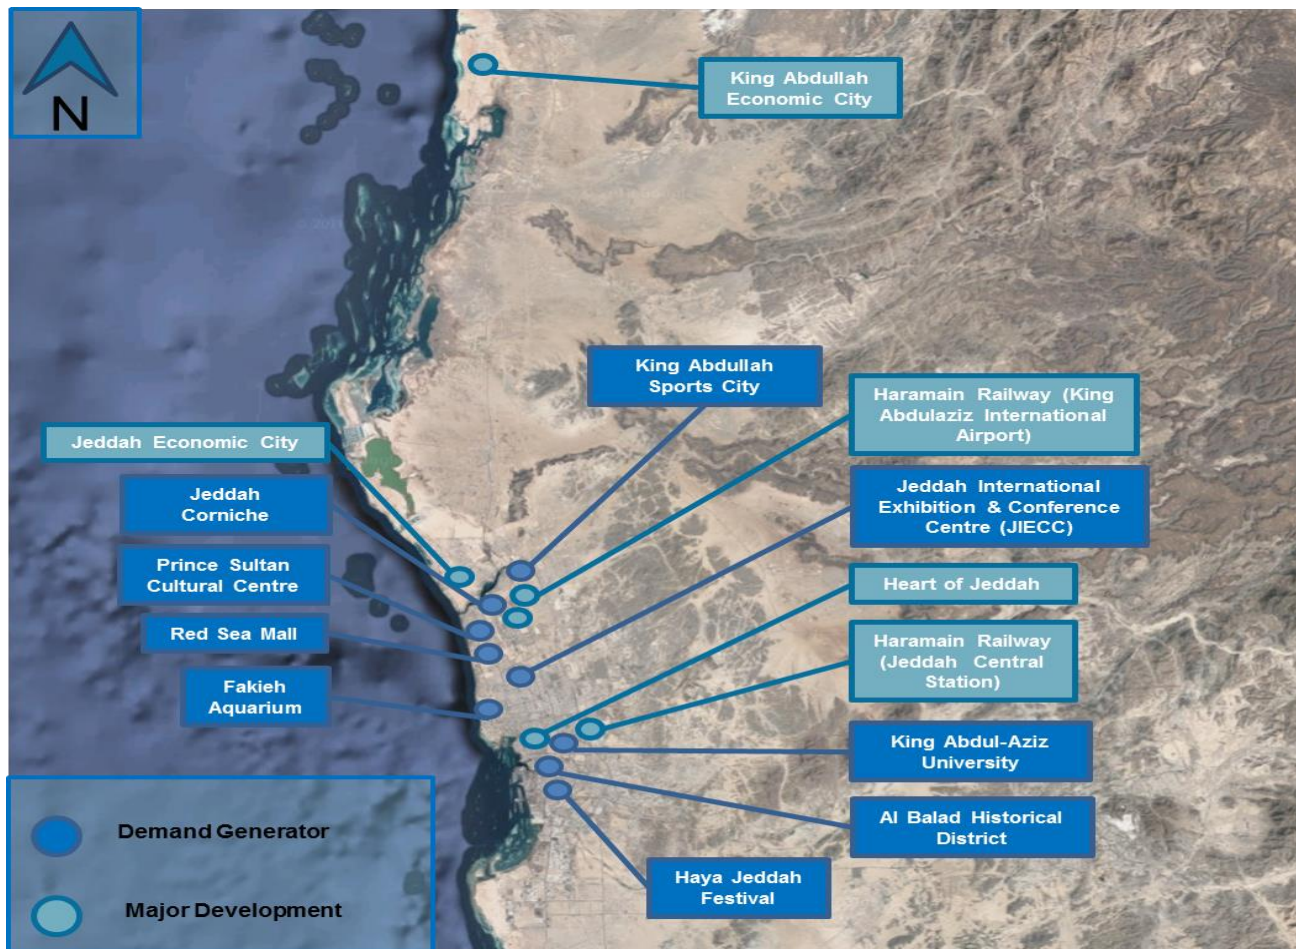 N
King Abdullah
Economic City
King Abdullah
Sports City
Haramain Railway (King
Abdulaziz International
Airport)
Jeddah Economic City
Jeddah
Corniche
Jeddah International
Exhibition & Conference
Centre (JIECC)
Prince Sultan
Cultural Centre
Heart of Jeddah
Red Sea Mall
Haramain Railway
(Jeddah Central
Station)
Fakieh
Aquarium
King Abdul-Aziz
University
Al Balad Historical
District
Haya Jeddah
Festival
Demand Generator
Major Development